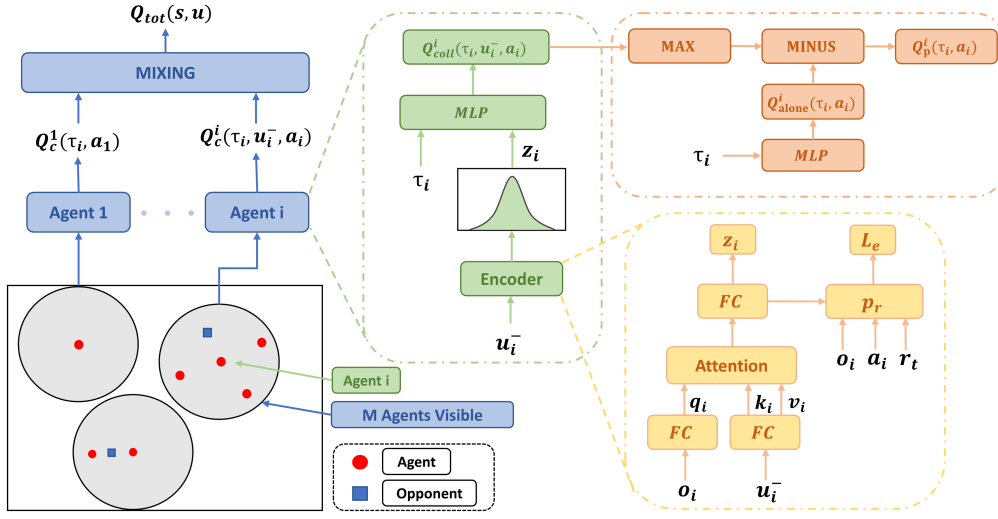 Q_tot(s, u)
MIXING
Q_c^1(τ_i, a_1)
Q_c^i(τ_i, u_i^-, a_i)
Agent 1
Agent i
Agent i
M Agents Visible
Agent
Opponent
Q_coll^i(τ_i, u_i^-, a_i)
MLP
τ_i
z_i
Encoder
u_i^-
MAX
MINUS
Q_p^i(τ_i, a_i)
Q_alone^i(τ_i, a_i)
τ_i
MLP
z_i
L_e
FC
p_r
o_i
a_i
r_t
Attention
q_i
k_i
v_i
FC
FC
o_i
u_i^-